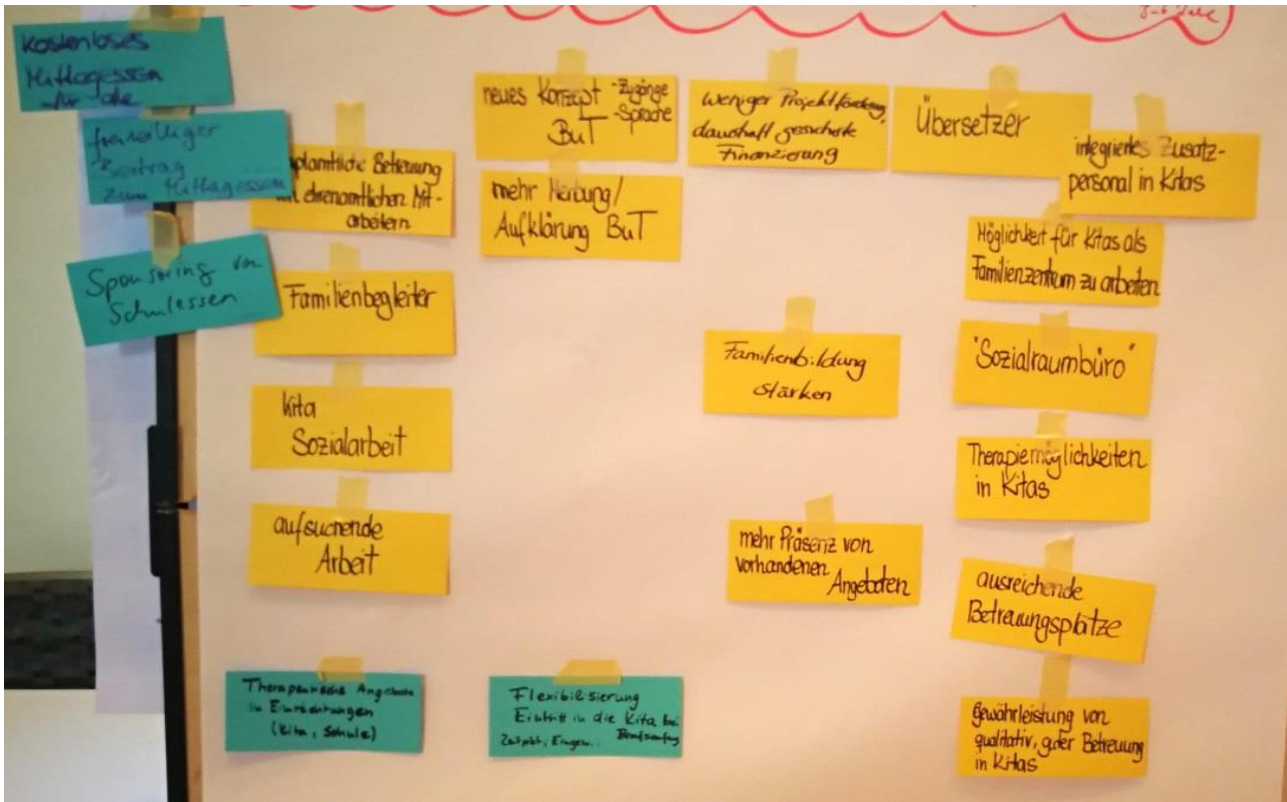 kostenloses
Mittagessen
für alle
freiwilliger
Beitrag
zum Mittagessen
Sponsoring von
Schulessen
amtliche Betreuung
ehrenamtlichen Mit-
arbeitern
Familienbegleiter
Kita
Sozialarbeit
aufsuchende
Arbeit
Therapeutische Angebote
in Einrichtungen
(Kita, Schule)
neues Konzept -Zugänge
BuT -Sprache
mehr Werbung/
Aufklärung BuT
Flexibilisierung
Eintritt in die Kita bei
weniger Projektförderung,
dauerhaft gesicherte
Finanzierung
Familienbildung
stärken
mehr Präsenz von
vorhandenen
Angeboten
Übersetzer
integriertes Zusatz-
personal in Kitas
Möglichkeit für Kitas als
Familienzentrum zu arbeiten
"Sozialraumbüro"
Therapiemöglichkeiten
in Kitas
ausreichende
Betreuungsplätze
Gewährleistung von
qualitativ, guter Betreuung
in Kitas